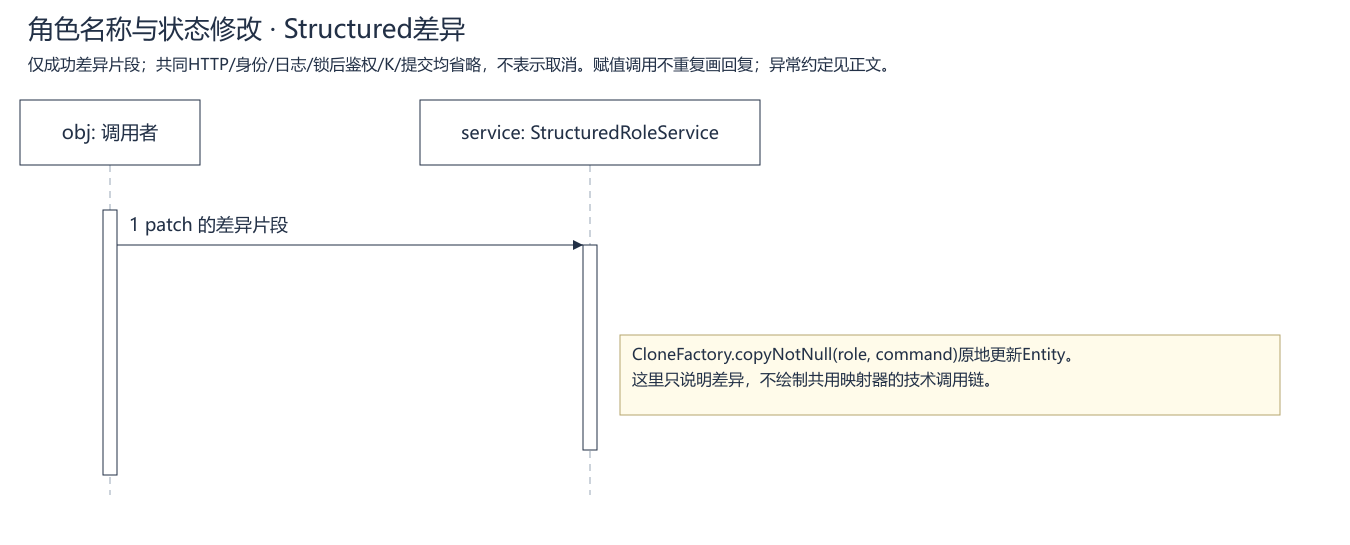 角色名称与状态修改 · Structured差异
仅成功差异片段；共同HTTP/身份/日志/锁后鉴权/K/提交均省略，不表示取消。赋值调用不重复画回复；异常约定见正文。
obj: 调用者
service: StructuredRoleService
1 patch 的差异片段
CloneFactory.copyNotNull(role, command)原地更新Entity。
这里只说明差异，不绘制共用映射器的技术调用链。